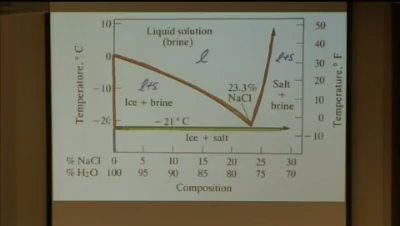 10
0
-10
-20
Temperature, ° C
Liquid solution
(brine)
l
l+s
Ice + brine
23.3%
NaCl
l+s
Salt
+
brine
- 21° C
Ice + salt
50
40
30
20
10
0
-10
Temperature, ° F
% NaCl 0 5 10 15 20 25 30
% H₂O 100 95 90 85 80 75 70
Composition